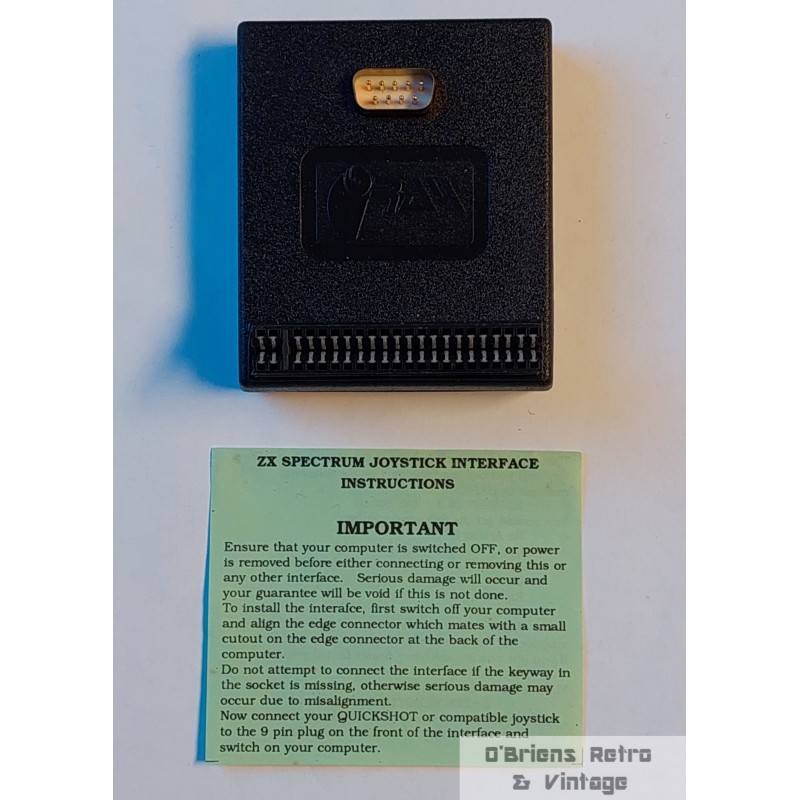 ZX SPECTRUM JOYSTICK INTERFACE
INSTRUCTIONS
IMPORTANT
Ensure that your computer is switched OFF, or power
is removed before either connecting or removing this or
any other interface. Serious damage will occur and
your guarantee will be void if this is not done.
To install the interafce, first switch off your computer
and align the edge connector which mates with a small
cutout on the edge connector at the back of the
computer.
Do not attempt to connect the interface if the keyway in
the socket is missing, otherwise serious damage may
occur due to misalignment.
Now connect your QUICKSHOT or compatible joystick
to the 9 pin plug on the front of the interface and
switch on your computer.
O'Briens Retro
& Vintage